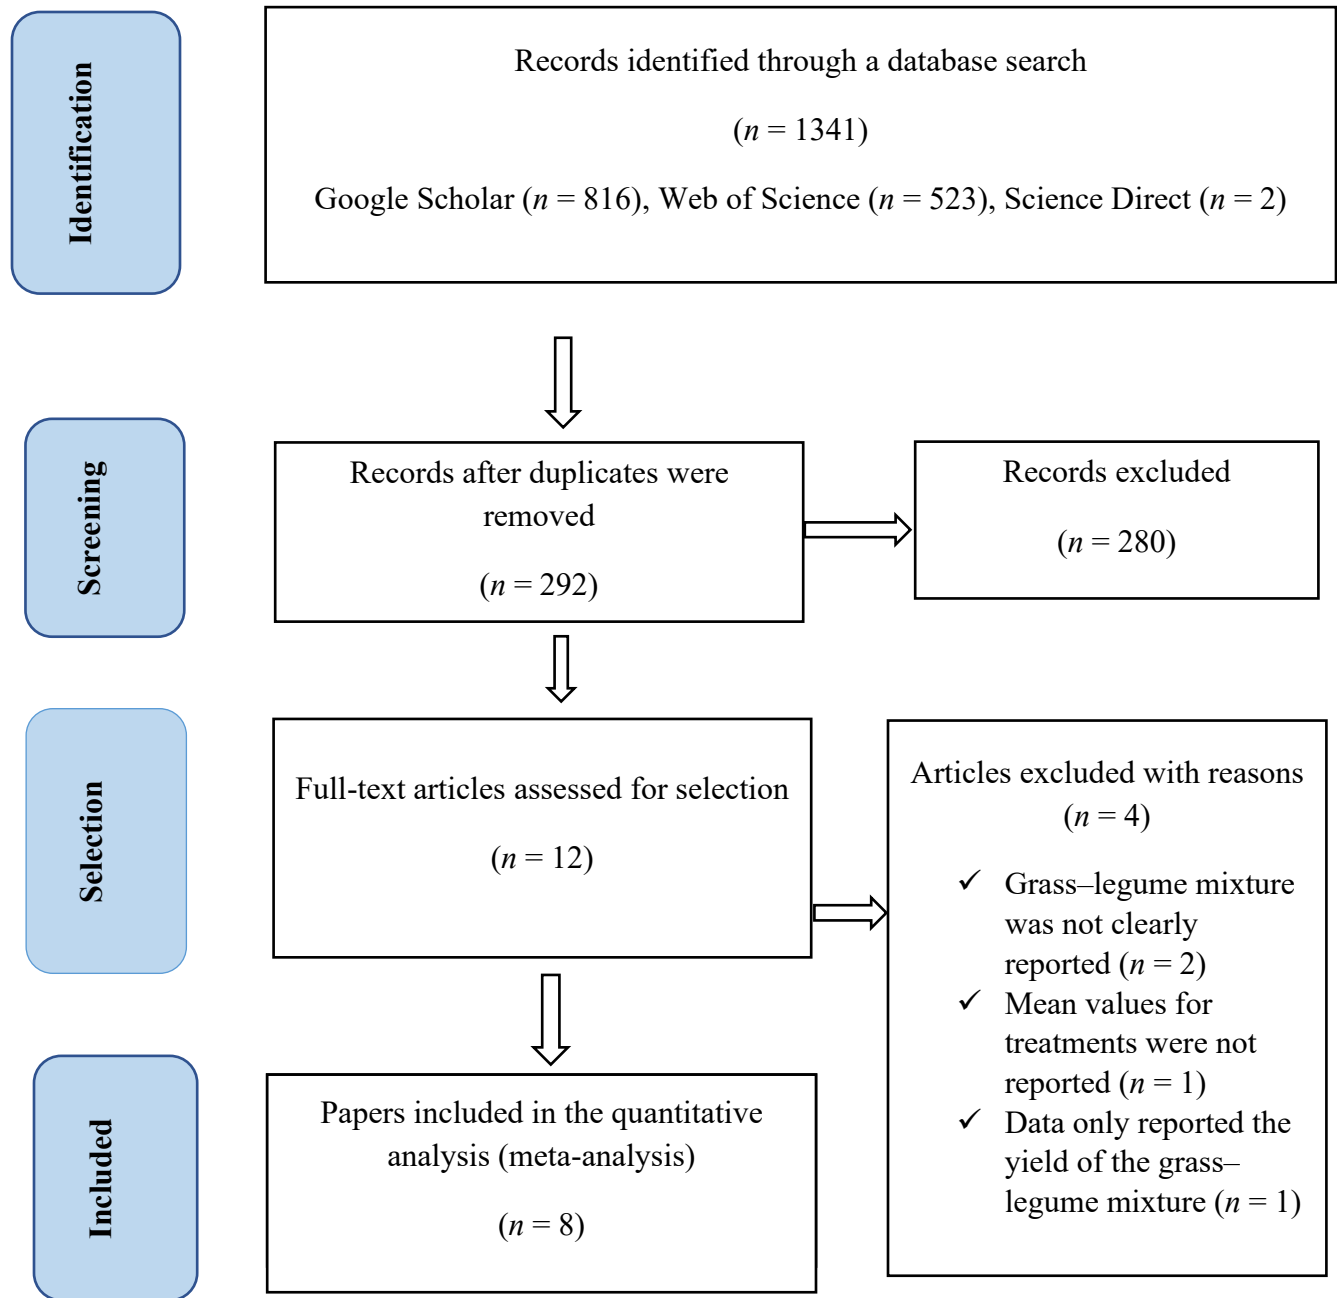 Identification
Records identified through a database search
(n = 1341)
Google Scholar (n = 816), Web of Science (n = 523), Science Direct (n = 2)
Screening
Records after duplicates were
removed
(n = 292)
Records excluded
(n = 280)
Selection
Full-text articles assessed for selection
(n = 12)
Articles excluded with reasons
(n = 4)
✓ Grass–legume mixture
was not clearly
reported (n = 2)
✓ Mean values for
treatments were not
reported (n = 1)
✓ Data only reported the
yield of the grass–
legume mixture (n = 1)
Included
Papers included in the quantitative
analysis (meta-analysis)
(n = 8)